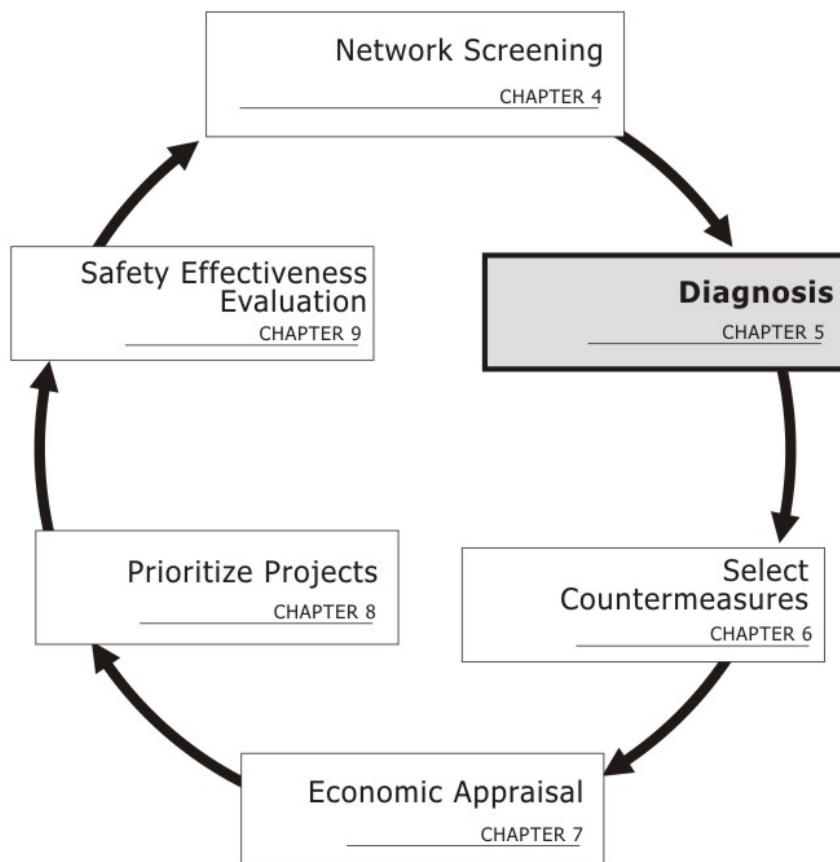 Network Screening
CHAPTER 4
Diagnosis
CHAPTER 5
Select
Countermeasures
CHAPTER 6
Economic Appraisal
CHAPTER 7
Prioritize Projects
CHAPTER 8
Safety Effectiveness
Evaluation
CHAPTER 9